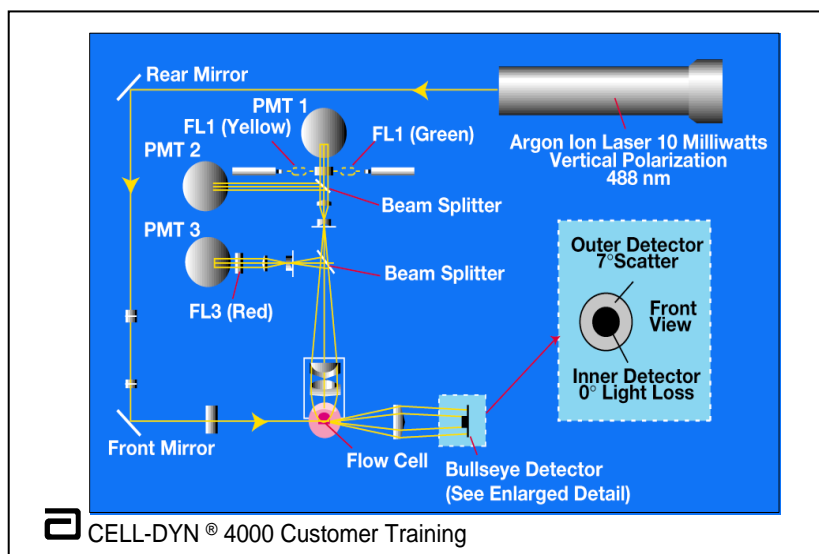 Rear Mirror
PMT 1
FL1 (Yellow)
FL1 (Green)
PMT 2
Argon Ion Laser 10 Milliwatts
Vertical Polarization
488 nm
Beam Splitter
PMT 3
Beam Splitter
FL3 (Red)
Outer Detector
7°Scatter
Front
View
Inner Detector
0° Light Loss
Front Mirror
Flow Cell
Bullseye Detector
(See Enlarged Detail)
CELL-DYN ® 4000 Customer Training